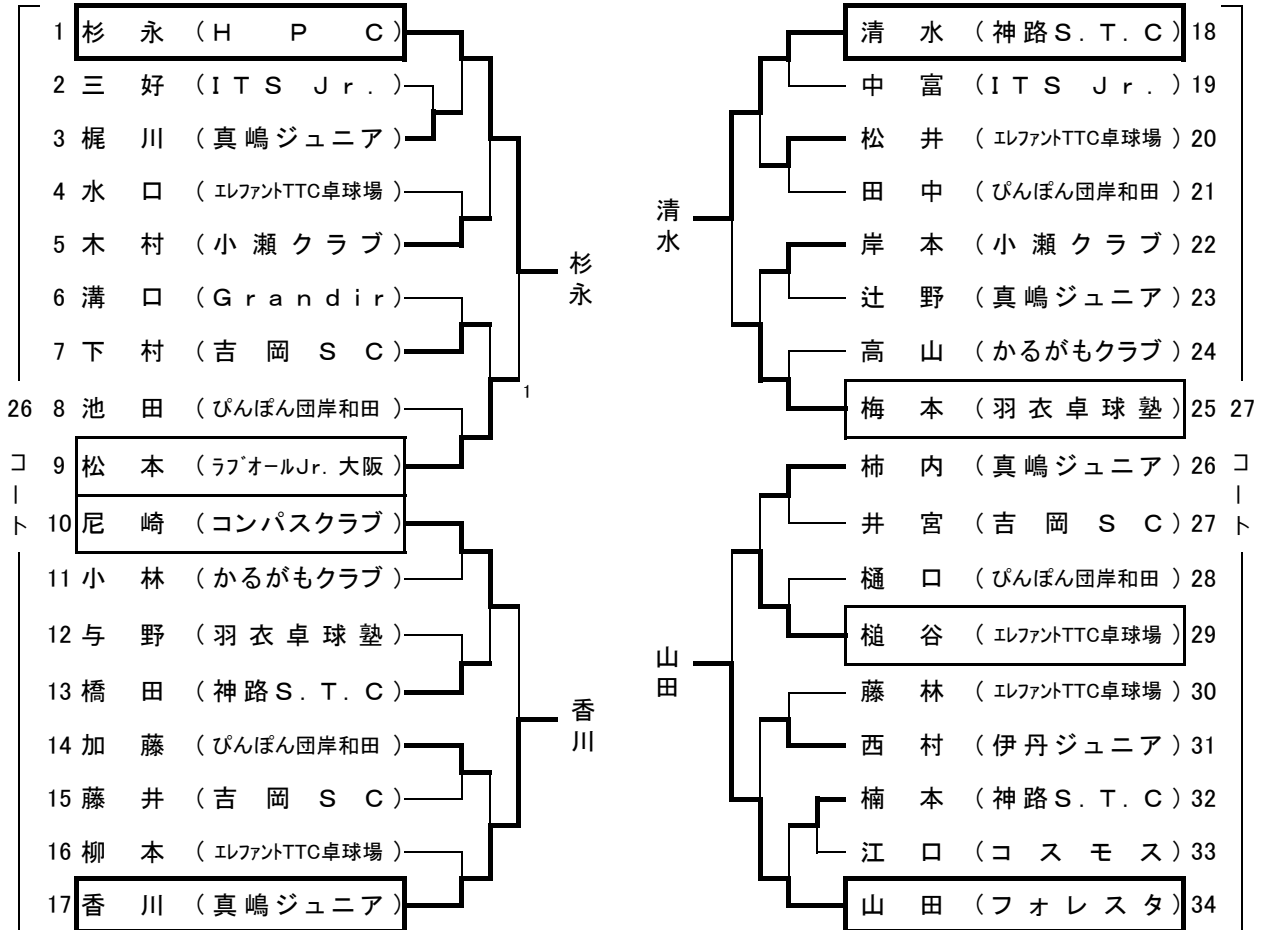 1 杉 永 (H P C)
2 三 好 (ITS Jr.)
3 梶 川 (真嶋ジュニア)
4 水 口 (エレファントTTC卓球場)
5 木 村 (小瀬クラブ)
6 溝 口 (Grandir)
7 下 村 (吉岡SC)
8 池 田 (ぴんぽん団岸和田)
9 松 本 (ラブオールJr.大阪)
10 尼 崎 (コンパスクラブ)
11 小 林 (かるがもクラブ)
12 与 野 (羽衣卓球塾)
13 橋 田 (神路S.T.C)
14 加 藤 (ぴんぽん団岸和田)
15 藤 井 (吉岡SC)
16 柳 本 (エレファントTTC卓球場)
17 香 川 (真嶋ジュニア)
26コート
杉永
1
香川
清水
山田
清 水 (神路S.T.C) 18
中 富 (ITS Jr.) 19
松 井 (エレファントTTC卓球場) 20
田 中 (ぴんぽん団岸和田) 21
岸 本 (小瀬クラブ) 22
辻 野 (真嶋ジュニア) 23
高 山 (かるがもクラブ) 24
梅 本 (羽衣卓球塾) 25
柿 内 (真嶋ジュニア) 26
井 宮 (吉岡SC) 27
樋 口 (ぴんぽん団岸和田) 28
槌 谷 (エレファントTTC卓球場) 29
藤 林 (エレファントTTC卓球場) 30
西 村 (伊丹ジュニア) 31
楠 本 (神路S.T.C) 32
江 口 (コスモス) 33
山 田 (フォレスタ) 34
27コート